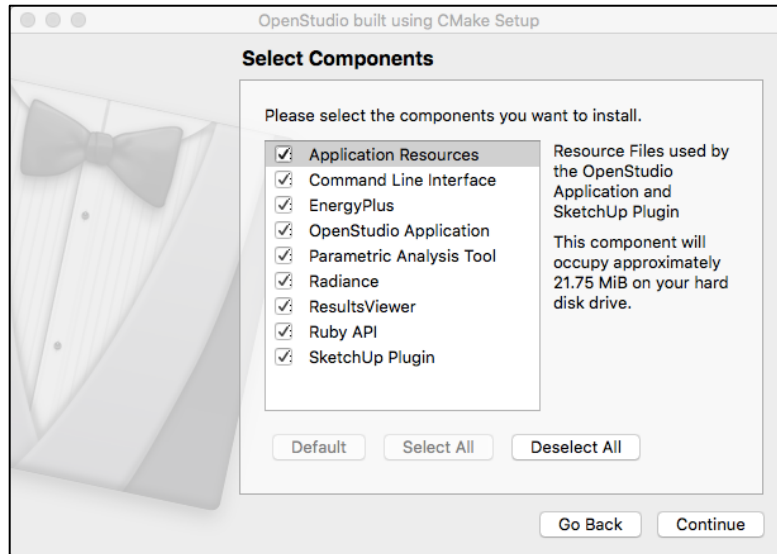 OpenStudio built using CMake Setup
Select Components
Please select the components you want to install.
Application Resources
Command Line Interface
EnergyPlus
OpenStudio Application
Parametric Analysis Tool
Radiance
ResultsViewer
Ruby API
SketchUp Plugin
Resource Files used by
the OpenStudio
Application and
SketchUp Plugin
This component will
occupy approximately
21.75 MiB on your hard
disk drive.
Default
Select All
Deselect All
Go Back
Continue